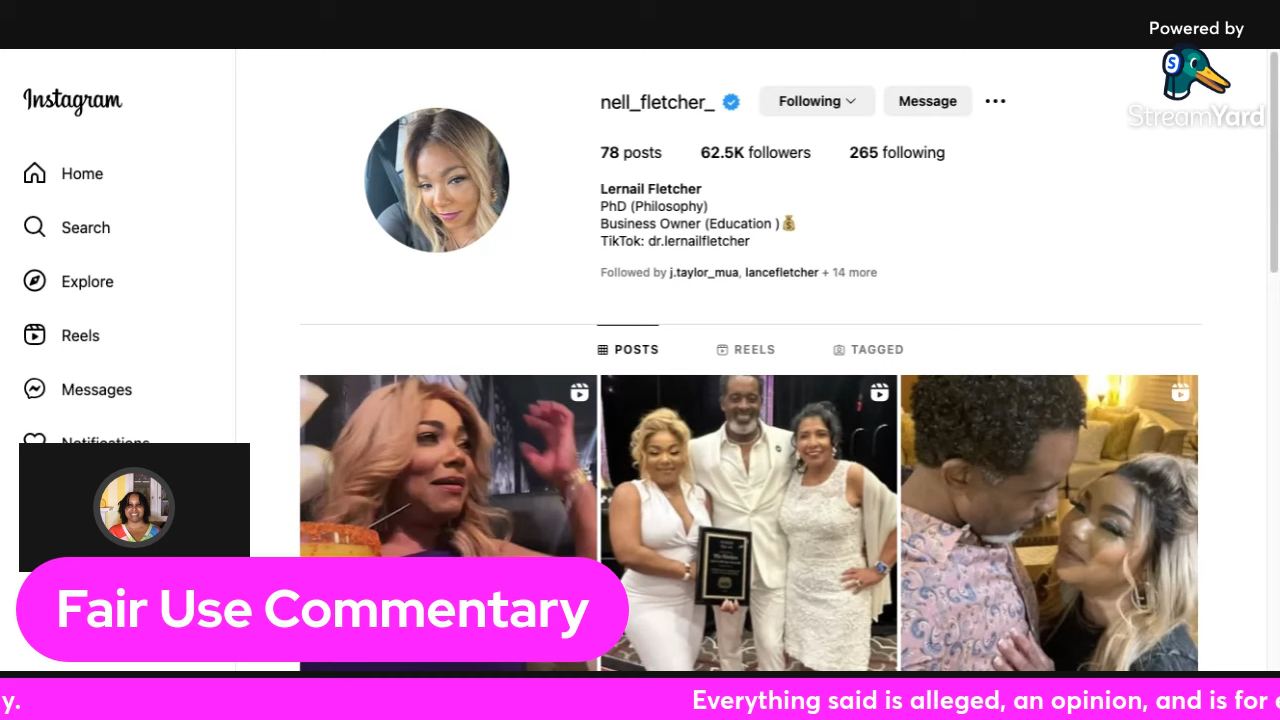 Powered by
StreamYard
Instagram
Home
Search
Explore
Reels
Messages
Notifications
nell_fletcher_
Following
Message
78 posts
62.5K followers
265 following
Lernail Fletcher
PhD (Philosophy)
Business Owner (Education )💰
TikTok: dr.lernailfletcher
Followed by j.taylor_mua, lancefletcher + 14 more
POSTS
REELS
TAGGED
Fair Use Commentary
y.
Everything said is alleged, an opinion, and is for